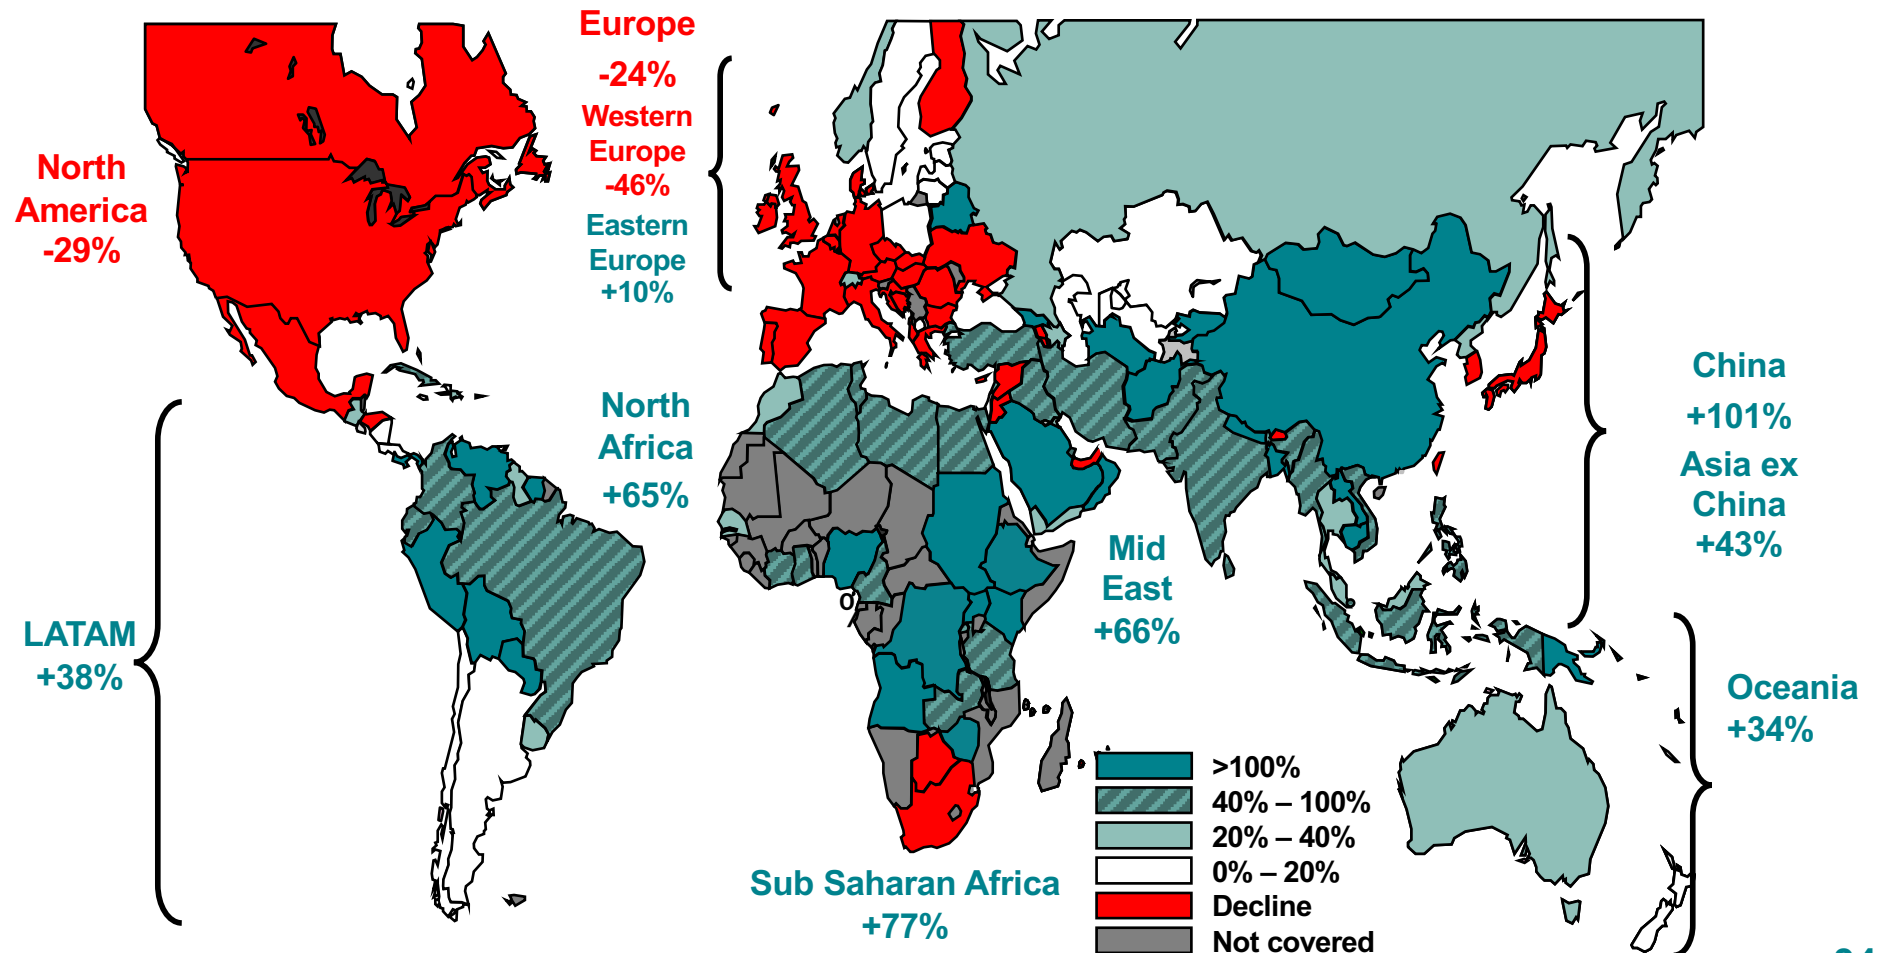 Europe
-24%
Western
Europe
-46%
Eastern
Europe
+10%
North
America
-29%
North
Africa
+65%
China
+101%
Asia ex
China
+43%
Mid
East
+66%
LATAM
+38%
Oceania
+34%
Sub Saharan Africa
+77%
>100%
40% – 100%
20% – 40%
0% – 20%
Decline
Not covered